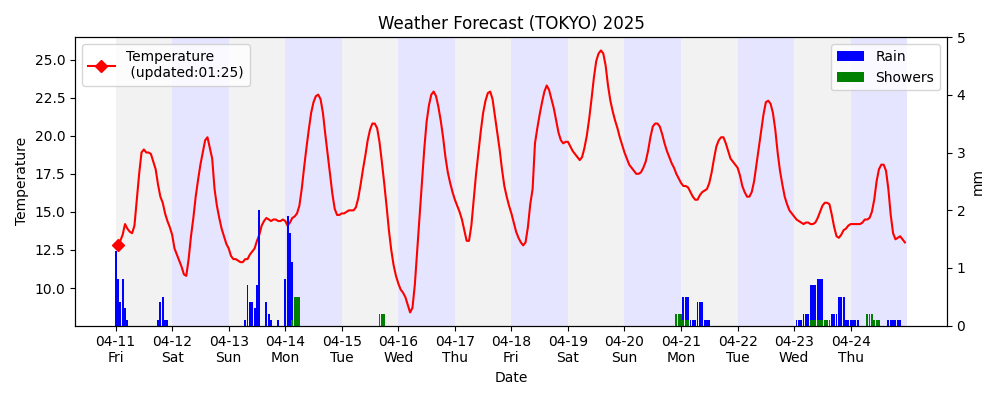 Weather Forecast (TOKYO) 2025
Temperature
(updated:01:25)
Rain
Showers
Temperature
25.0
22.5
20.0
17.5
15.0
12.5
10.0
5
4
3
2
1
0
mm
04-11 04-12 04-13 04-14 04-15 04-16 04-17 04-18 04-19 04-20 04-21 04-22 04-23 04-24
Fri Sat Sun Mon Tue Wed Thu Fri Sat Sun Mon Tue Wed Thu
Date